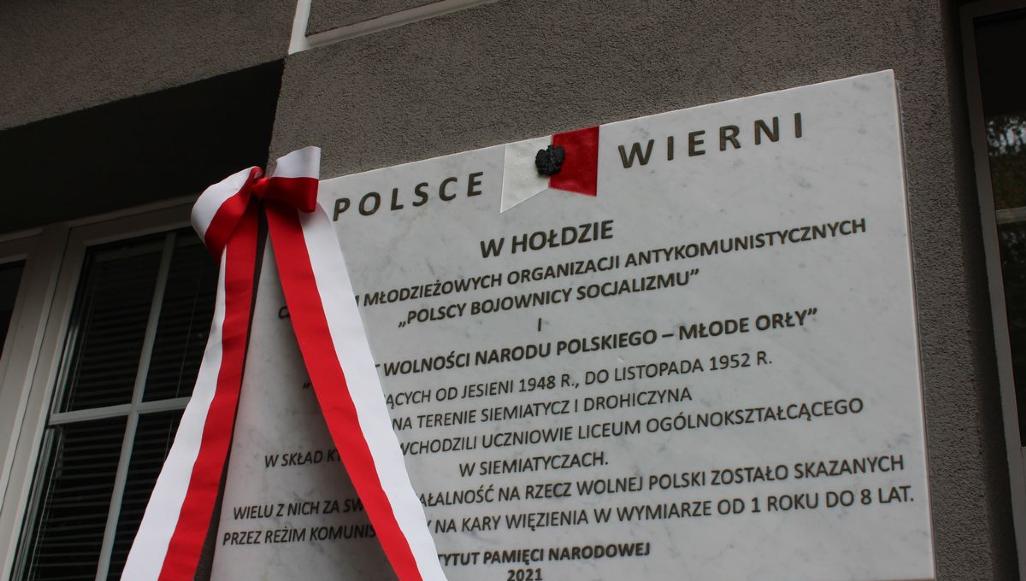 POLSCE WIERNI
W HOŁDZIE
MŁODZIEŻOWYCH ORGANIZACJI ANTYKOMUNISTYCZNYCH
„POLSCY BOJOWNICY SOCJALIZMU”
I
WOLNOŚCI NARODU POLSKIEGO – MŁODE ORŁY”
OD JESIENI 1948 R., DO LISTOPADA 1952 R.
NA TERENIE SIEMIATYCZ I DROHICZYNA
W SKŁAD WCHODZILI UCZNIOWIE LICEUM OGÓLNOKSZTAŁCĄCEGO
W SIEMIATYCZACH.
WIELU Z NICH ZA NA RZECZ WOLNEJ POLSKI ZOSTAŁO SKAZANYCH
PRZEZ REŻIM NA KARY WIĘZIENIA W WYMIARZE OD 1 ROKU DO 8 LAT.
PAMIĘCI NARODOWEJ
2021